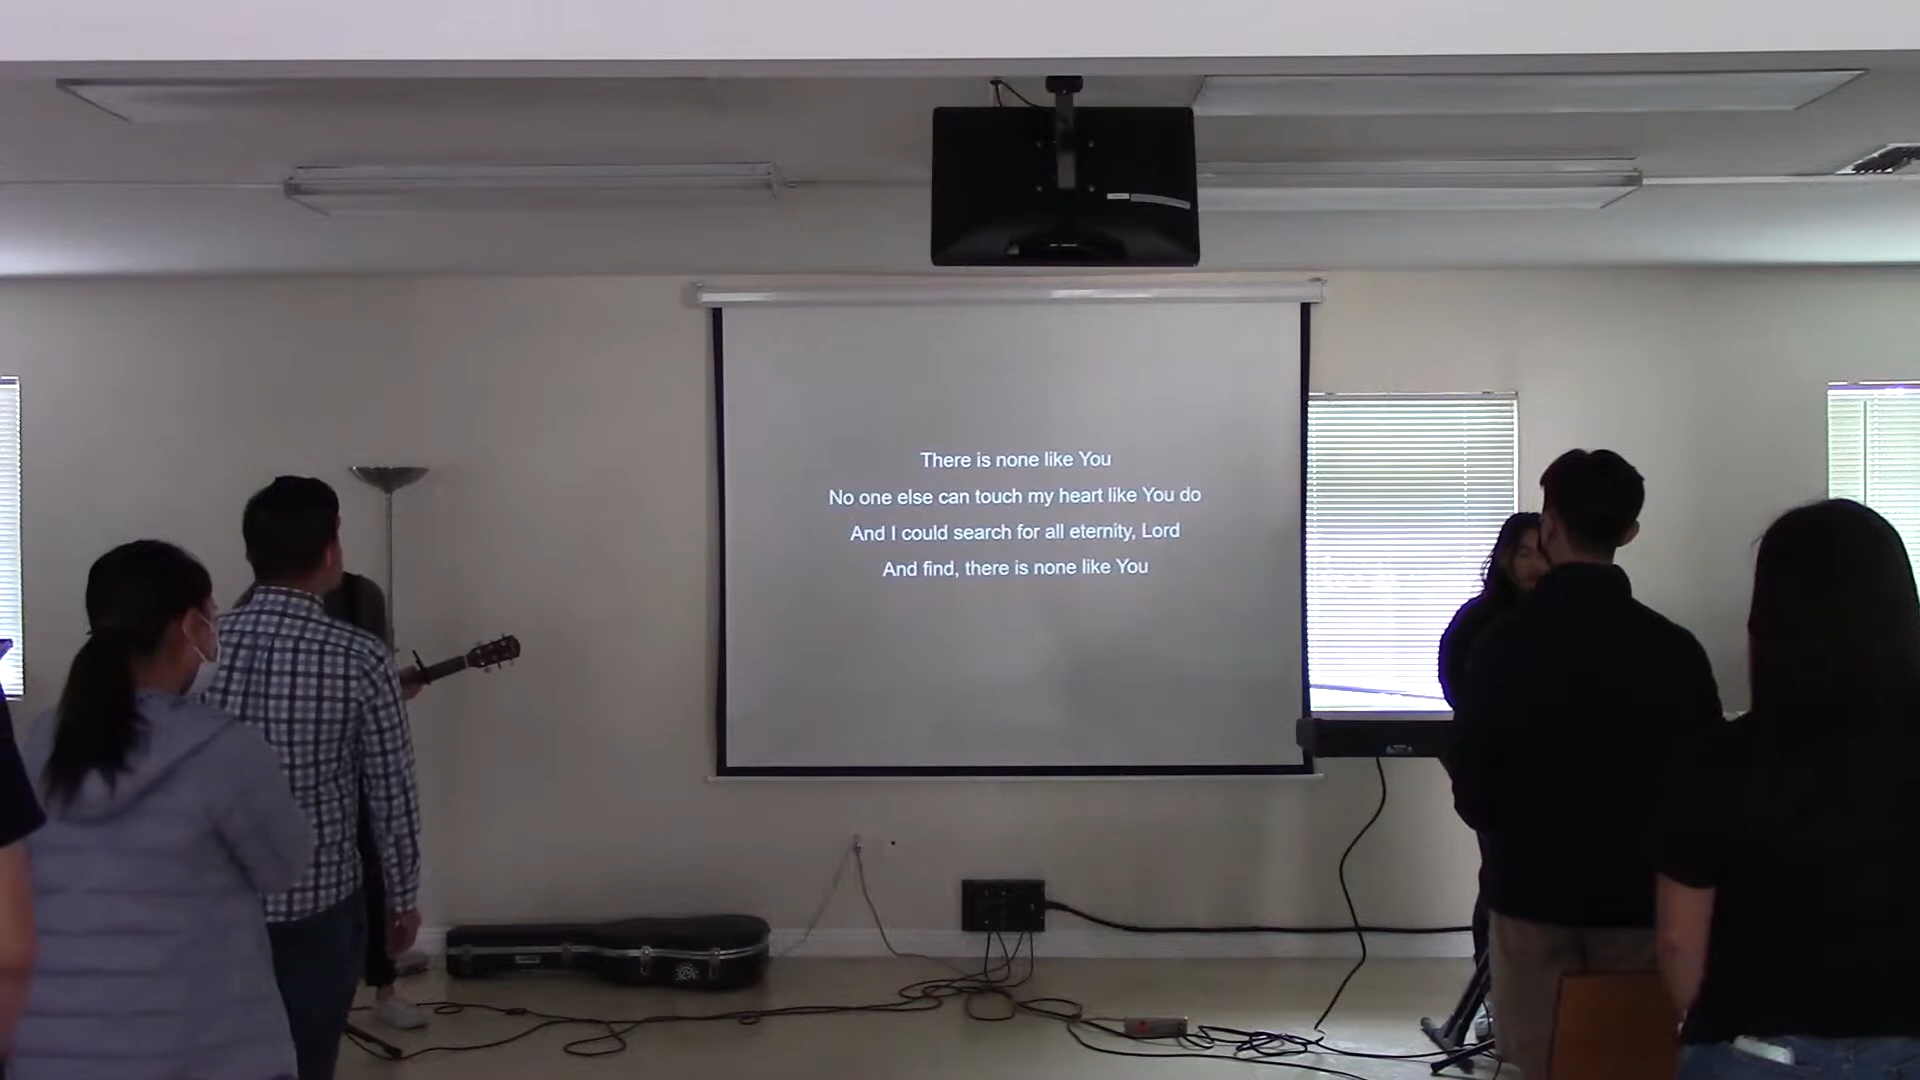 There is none like You
No one else can touch my heart like You do
And I could search for all eternity, Lord
And find, there is none like You